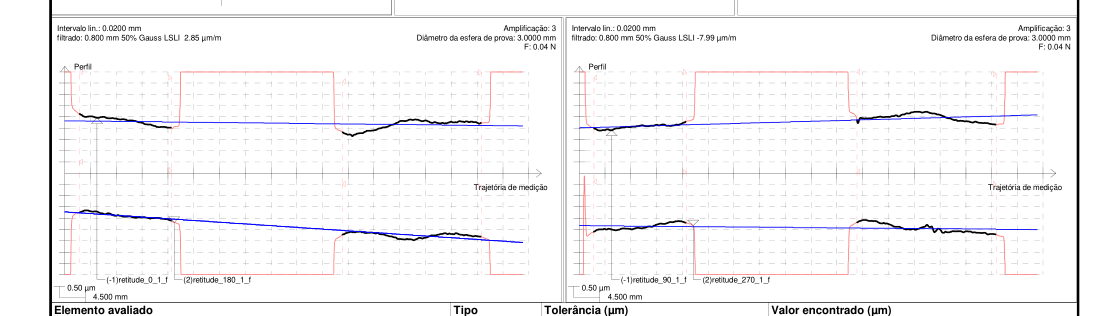 Intervalo lin.: 0.0200 mm
Amplificação: 3
filtrado: 0.800 mm 50% Gauss LSLI 2.85 µm/m
Diâmetro da esfera de prova: 3.0000 mm
F: 0.04 N
Perfil
Trajetória de medição
(-1)retitude_0_1_f
(2)retitude_180_1_f
0.50 µm
4.500 mm
Intervalo lin.: 0.0200 mm
Amplificação: 3
filtrado: 0.800 mm 50% Gauss LSLI -7.99 µm/m
Diâmetro da esfera de prova: 3.0000 mm
F: 0.04 N
Perfil
Trajetória de medição
(-1)retitude_90_1_f
(2)retitude_270_1_f
0.50 µm
4.500 mm
Elemento avaliado
Tipo
Tolerância (µm)
Valor encontrado (µm)